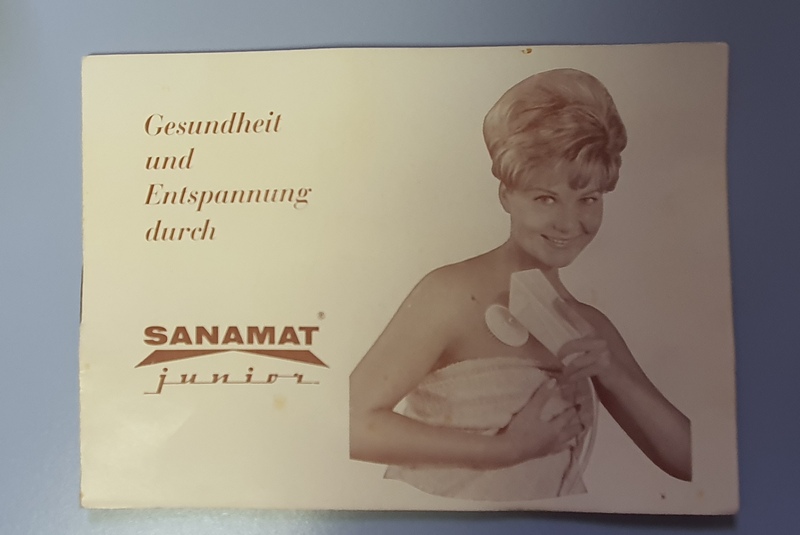 Gesundheit
und
Entspannung
durch
SANAMAT®
junior